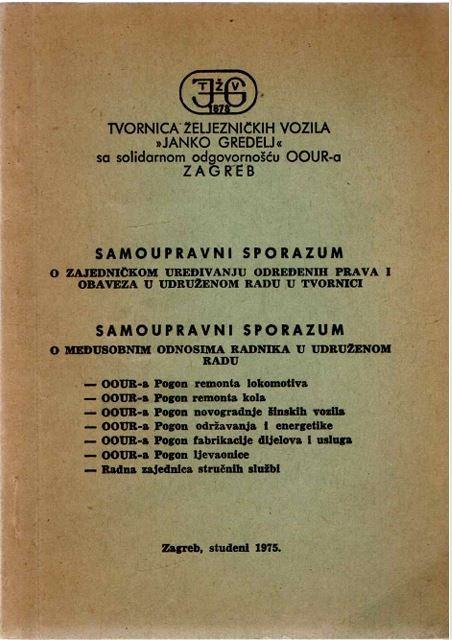 TŽV
JG
1878
TVORNICA ŽELJEZNIČKIH VOZILA
»JANKO GREDELJ«
sa solidarnom odgovornošću OOUR-a
ZAGREB
SAMOUPRAVNI SPORAZUM
O ZAJEDNIČKOM UREĐIVANJU ODREĐENIH PRAVA I
OBAVEZA U UDRUŽENOM RADU U TVORNICI
SAMOUPRAVNI SPORAZUM
O MEĐUSOBNIM ODNOSIMA RADNIKA U UDRUŽENOM
RADU
— OOUR-a Pogon remonta lokomotiva
— OOUR-a Pogon remonta kola
— OOUR-a Pogon novogradnje šinskih vozila
— OOUR-a Pogon održavanja i energetike
— OOUR-a Pogon fabrikacije dijelova i usluga
— OOUR-a Pogon ljevaonice
— Radna zajednica stručnih službi
Zagreb, studeni 1975.